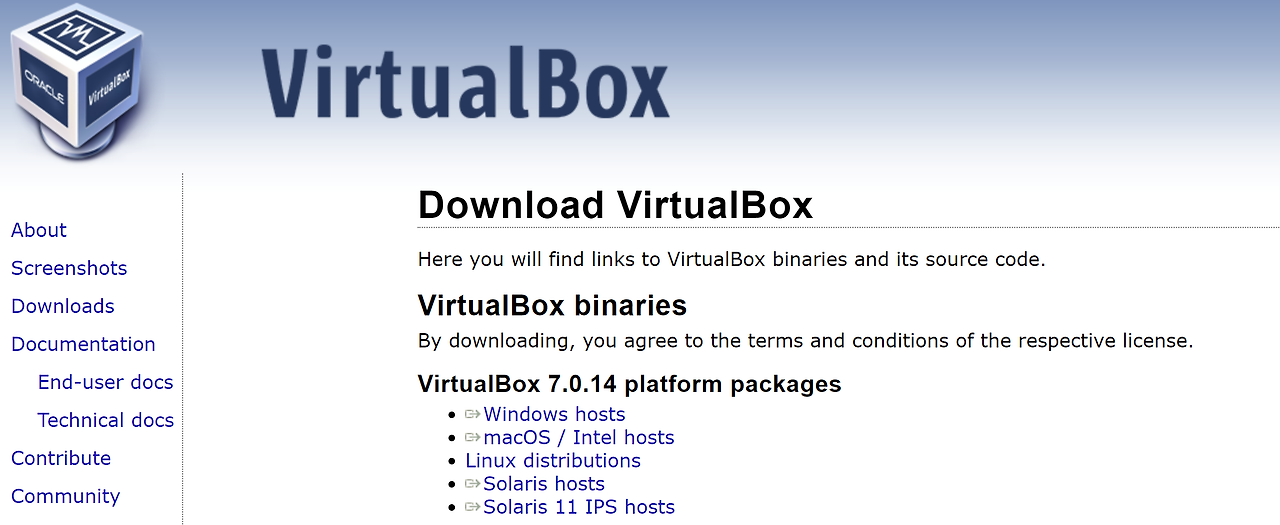 ORACLE
VirtualBox
VirtualBox
About
Screenshots
Downloads
Documentation
End-user docs
Technical docs
Contribute
Community
Download VirtualBox
Here you will find links to VirtualBox binaries and its source code.
VirtualBox binaries
By downloading, you agree to the terms and conditions of the respective license.
VirtualBox 7.0.14 platform packages
Windows hosts
macOS / Intel hosts
Linux distributions
Solaris hosts
Solaris 11 IPS hosts